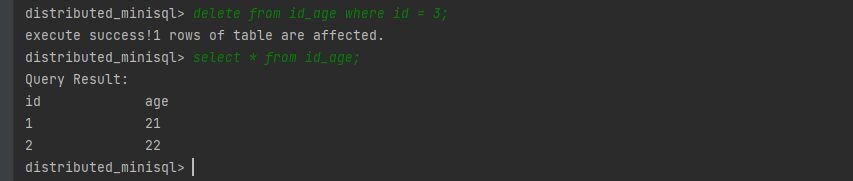 distributed_minisql> delete from id_age where id = 3;
execute success!1 rows of table are affected.
distributed_minisql> select * from id_age;
Query Result:
id age
1 21
2 22
distributed_minisql>